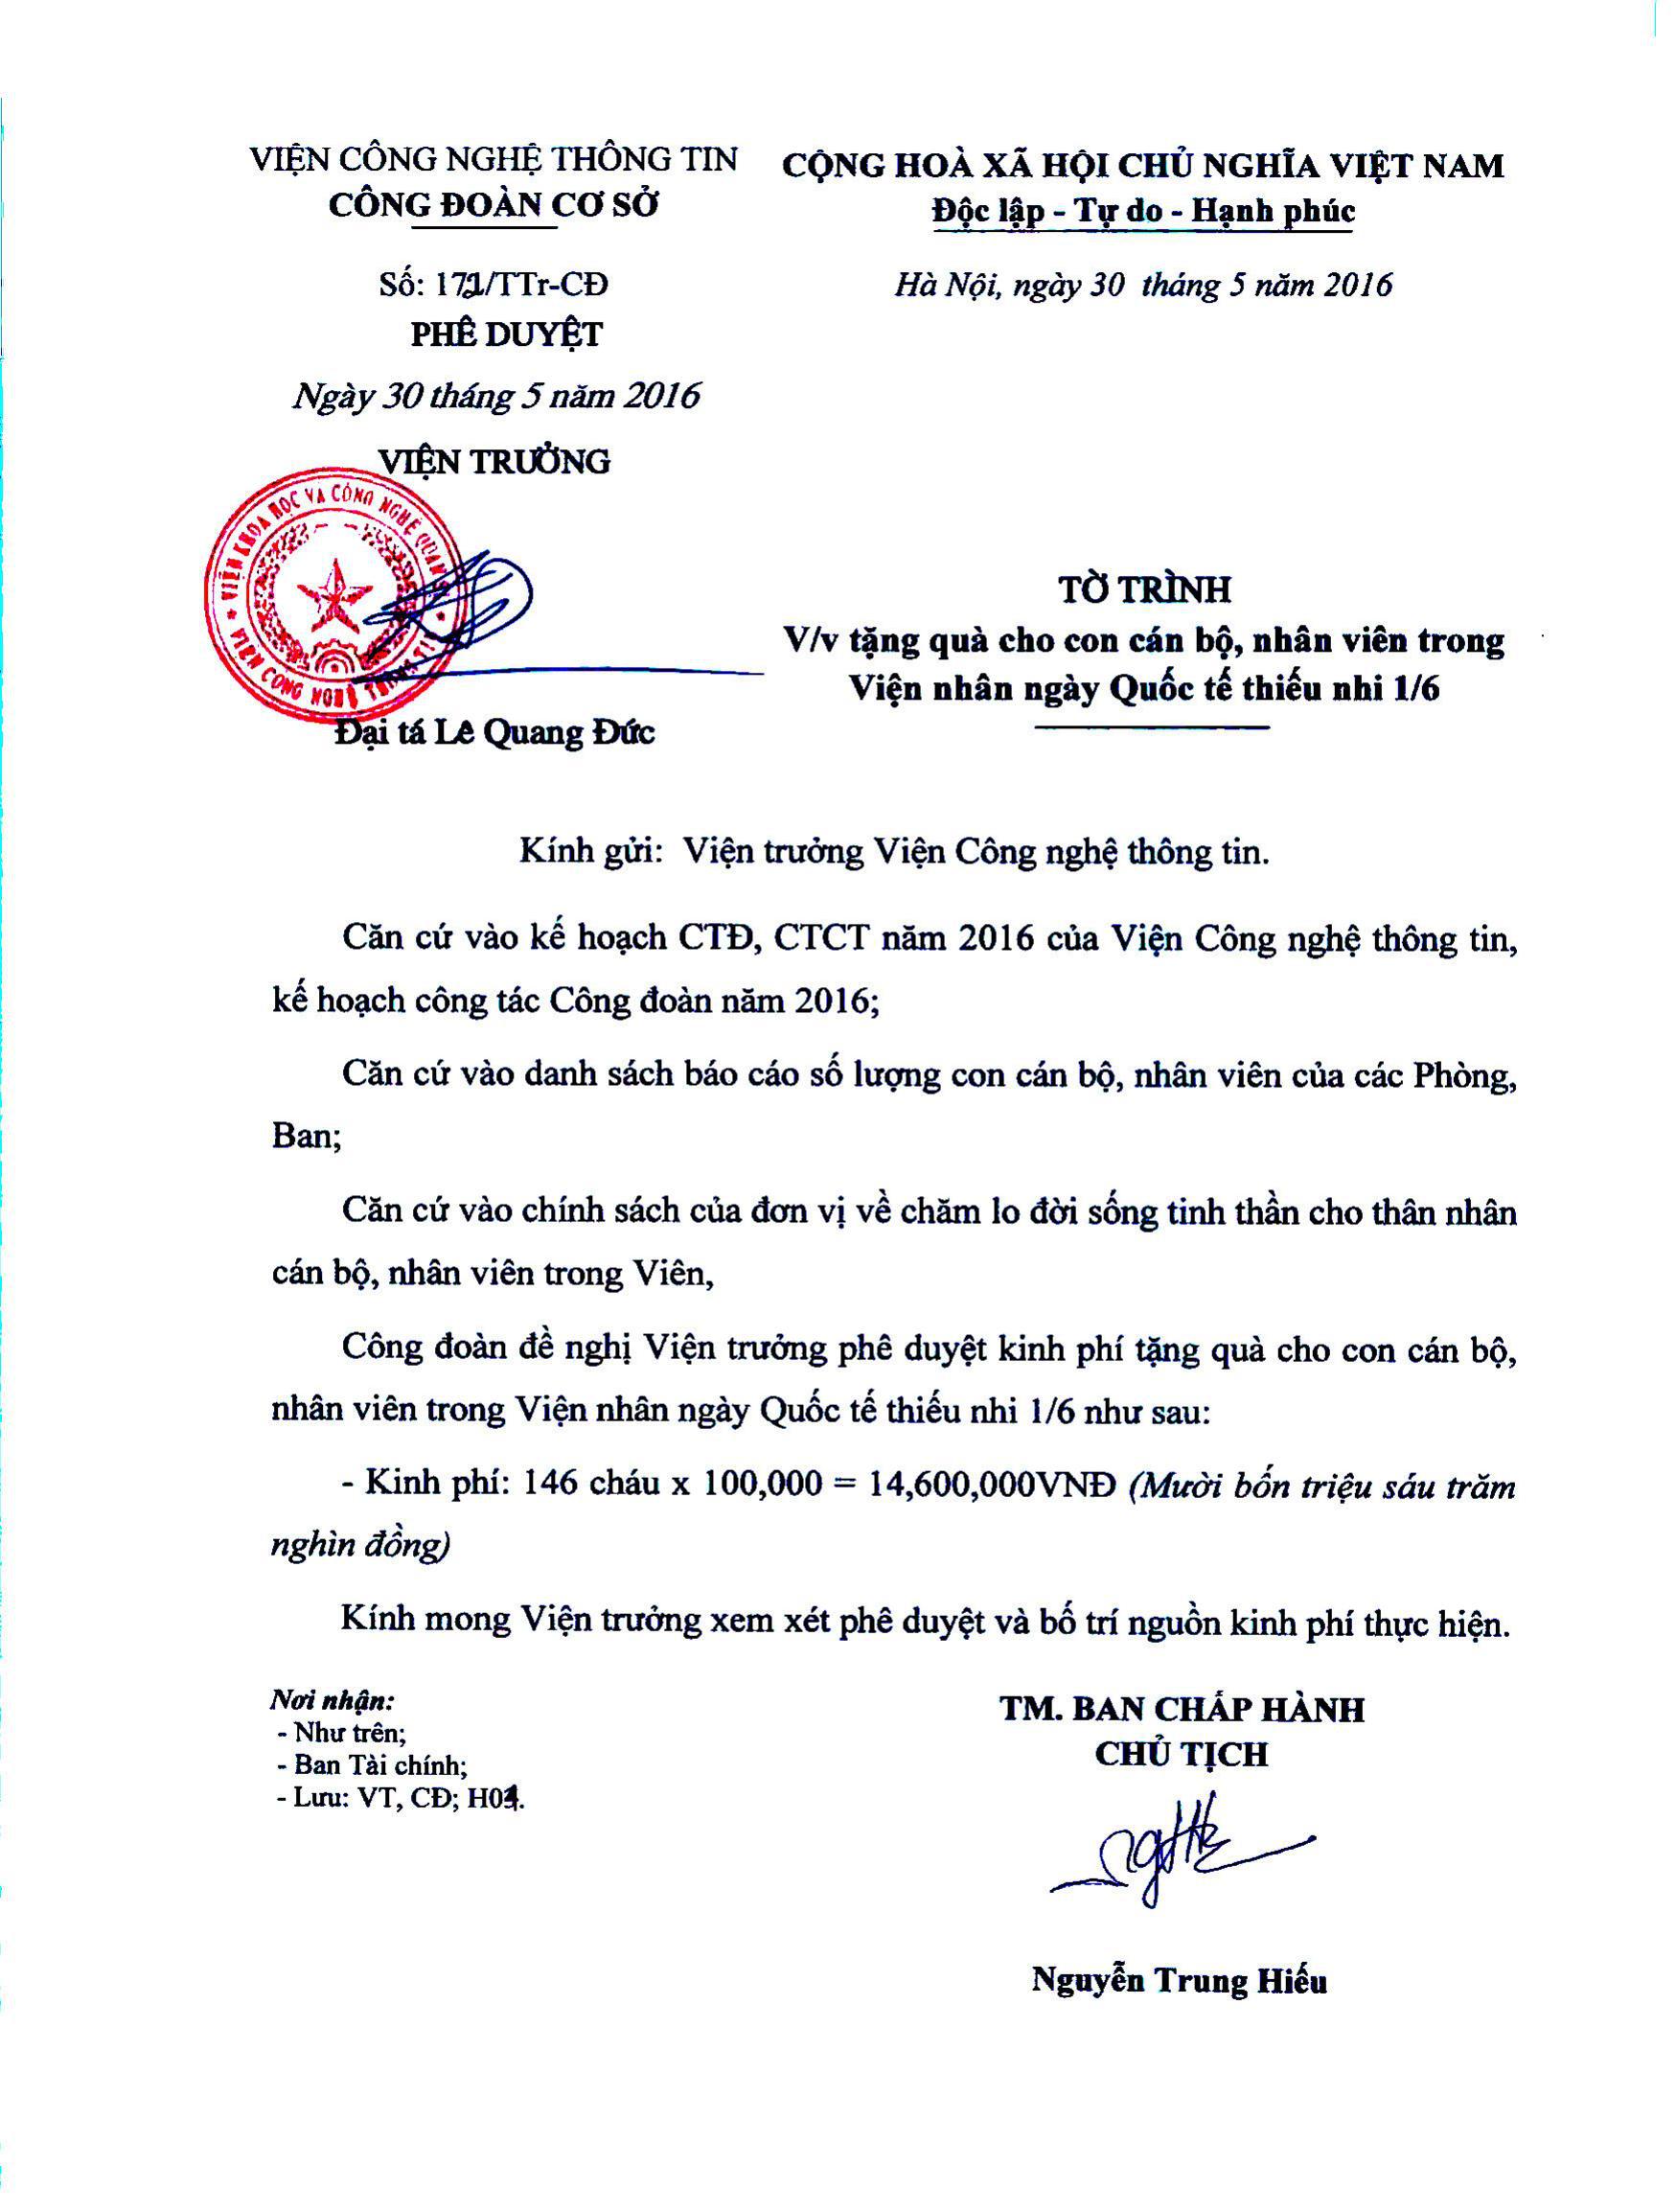 VIỆN CÔNG NGHỆ THÔNG TIN
CÔNG ĐOÀN CƠ SỞ
CỘNG HOÀ XÃ HỘI CHỦ NGHĨA VIỆT NAM
Độc lập - Tự do - Hạnh phúc
Số: /TTr-CĐ
Hà Nội, ngày 30 tháng 5 năm 2016
PHÊ DUYỆT
Ngày 30 tháng 5 năm 2016
VIỆN TRƯỞNG
VIỆN KHOA HỌC VÀ CÔNG NGHỆ QUÂN
VIỆN CÔNG NGHỆ THÔNG TIN
Đại tá Lê Quang Đức
TỜ TRÌNH
V/v tặng quà cho con cán bộ, nhân viên trong
Viện nhân ngày Quốc tế thiếu nhi 1/6
Kính gửi: Viện trưởng Viện Công nghệ thông tin.
Căn cứ vào kế hoạch CTĐ, CTCT năm 2016 của Viện Công nghệ thông tin,
kế hoạch công tác Công đoàn năm 2016;
Căn cứ vào danh sách báo cáo số lượng con cán bộ, nhân viên của các Phòng,
Ban;
Căn cứ vào chính sách của đơn vị về chăm lo đời sống tinh thần cho thân nhân
cán bộ, nhân viên trong Viên,
Công đoàn đề nghị Viện trưởng phê duyệt kinh phí tặng quà cho con cán bộ,
nhân viên trong Viện nhân ngày Quốc tế thiếu nhi 1/6 như sau:
- Kinh phí: 146 cháu x 100,000 = 14,600,000VNĐ (Mười bốn triệu sáu trăm
nghìn đồng)
Kính mong Viện trưởng xem xét phê duyệt và bố trí nguồn kinh phí thực hiện.
Nơi nhận:
- Như trên;
- Ban Tài chính;
- Lưu: VT, CĐ;
TM. BAN CHẤP HÀNH
CHỦ TỊCH
Nguyễn Trung Hiếu